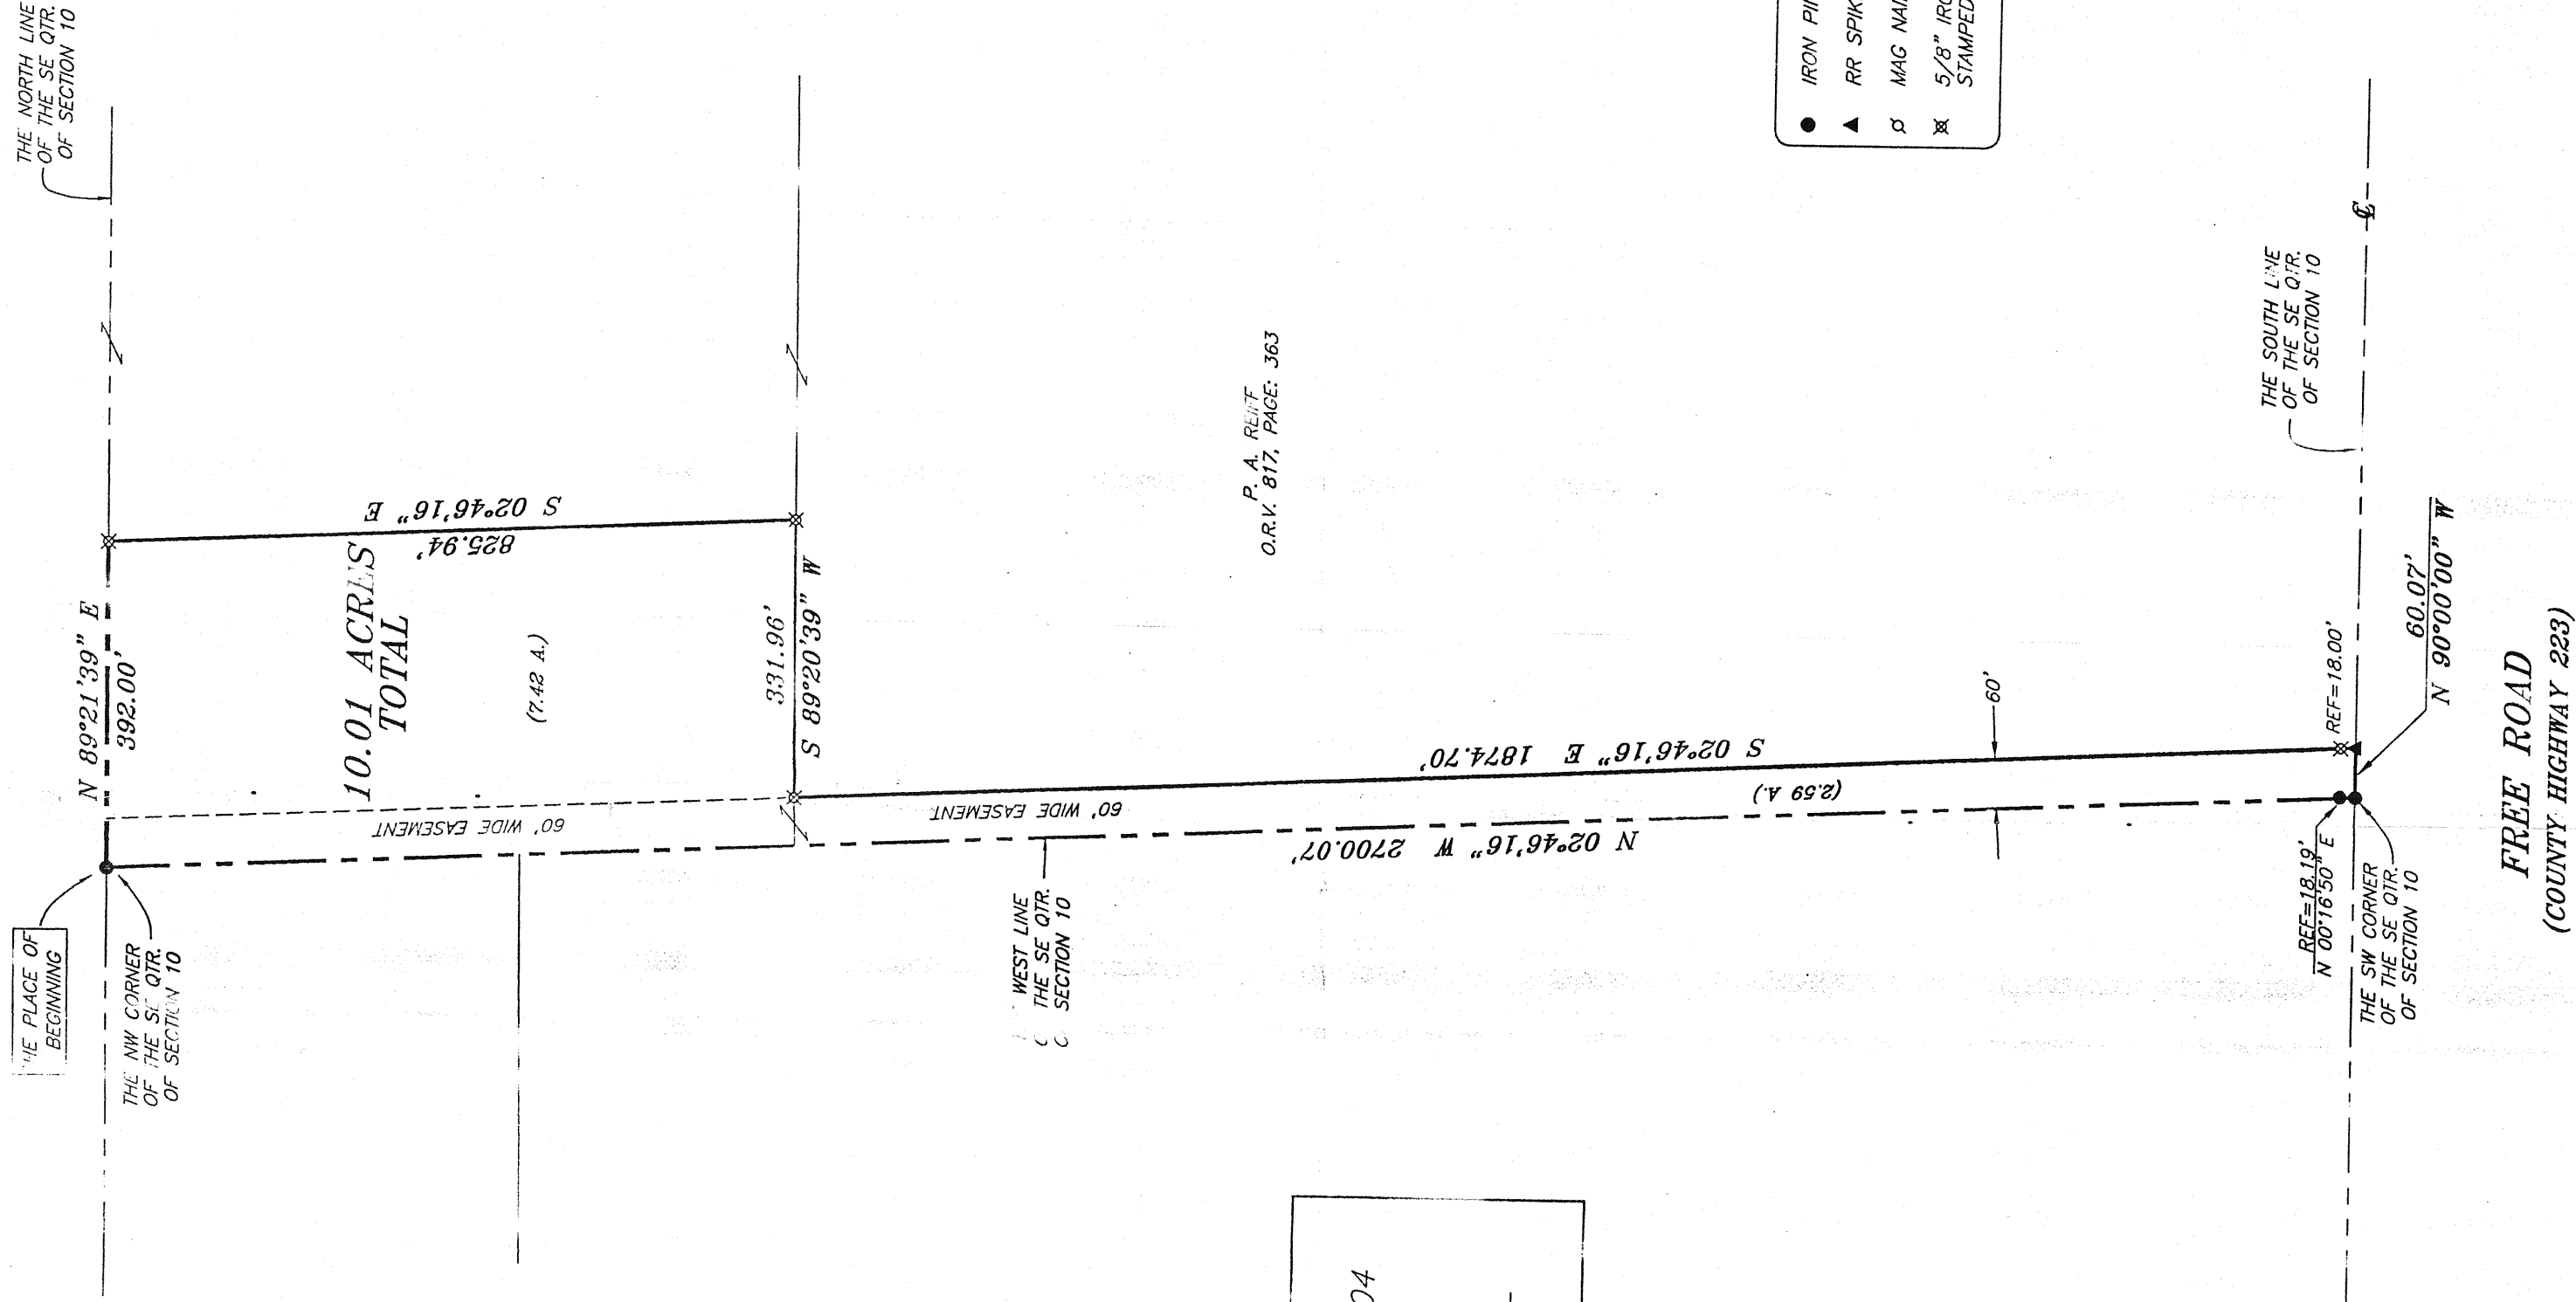 THE NORTH LINE
OF THE SE QTR.
OF SECTION 10
PLACE OF
BEGINNING
THE NW CORNER
OF THE SE QTR.
OF SECTION 10
N 89°21'39" E
392.00'
10.01 ACRES
TOTAL
(7.42 A.)
S 02°46'16" E
825.94'
60' WIDE EASEMENT
331.96'
S 89°20'39" W
60' WIDE EASEMENT
WEST LINE
THE SE QTR.
SECTION 10
P. A. REIFF
O.R.V. 817, PAGE: 363
S 02°46'16" E 1874.70'
(2.59 A.)
N 02°46'16" W 2700.07'
60'
IRON
RR
MAG
5/8"
STAMPED
THE SOUTH LINE
OF THE SE QTR.
OF SECTION 10
℄
REF=18.00'
REF=18.19'
N 00°16'50" E
THE SW CORNER
OF THE SE QTR.
OF SECTION 10
60.07'
N 90°00'00" W
FREE ROAD
(COUNTY HIGHWAY 223)